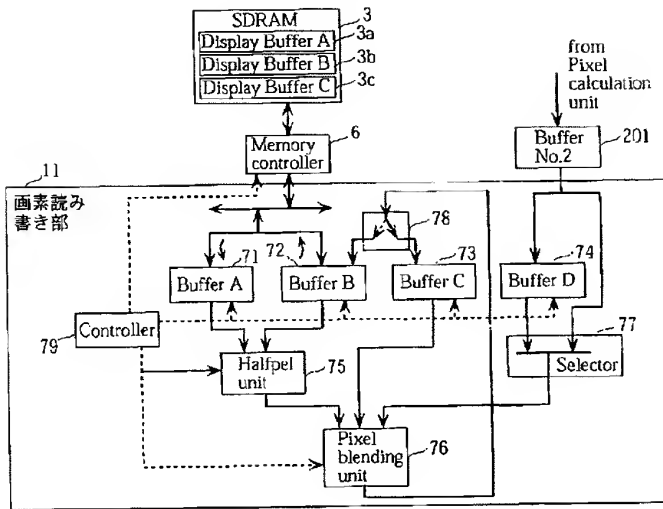 SDRAM
3
Display Buffer A
3a
Display Buffer B
3b
Display Buffer C
3c
from
Pixel
calculation
unit
Memory
controller
6
Buffer
No.2
201
11
画素読み
書き部
78
71
Buffer A
72
Buffer B
73
Buffer C
74
Buffer D
79
Controller
Halfpel
unit
75
77
Selector
Pixel
blending
unit
76